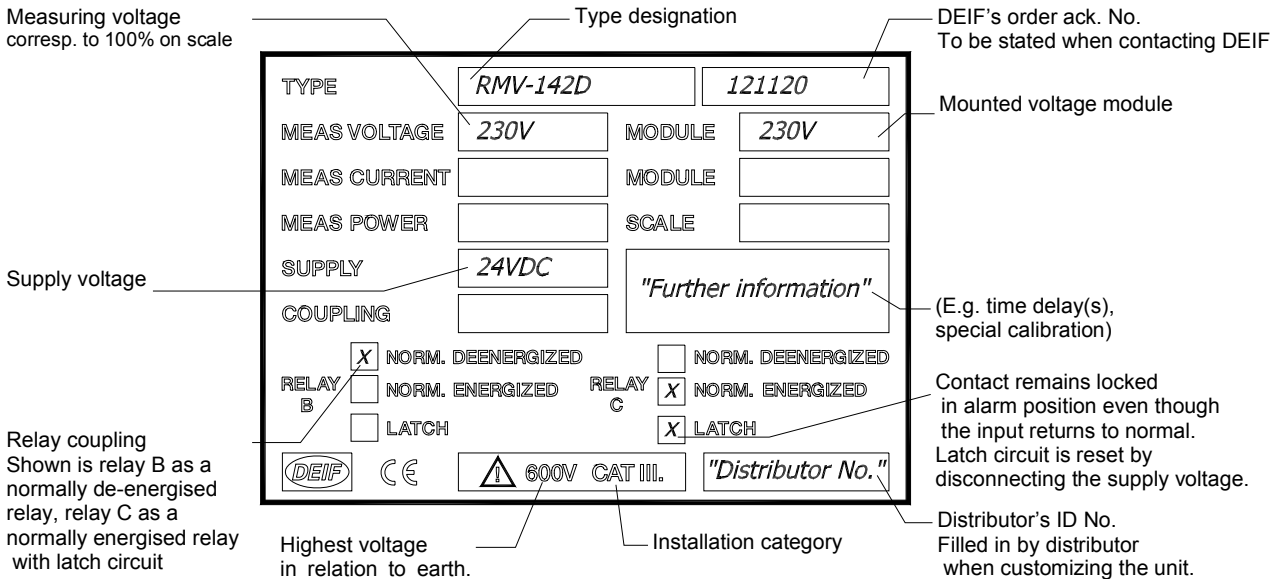 Measuring voltage
corresp. to 100% on scale
Type designation
DEIF's order ack. No.
To be stated when contacting DEIF
TYPE RMV-142D 121120
Mounted voltage module
MEAS VOLTAGE 230V MODULE 230V
MEAS CURRENT MODULE
MEAS POWER SCALE
Supply voltage
SUPPLY 24VDC "Further information"
COUPLING
(E.g. time delay(s),
special calibration)
X NORM. DEENERGIZED NORM. DEENERGIZED
RELAY B NORM. ENERGIZED RELAY C X NORM. ENERGIZED
LATCH X LATCH
Contact remains locked
in alarm position even though
the input returns to normal.
Latch circuit is reset by
disconnecting the supply voltage.
Relay coupling
Shown is relay B as a
normally de-energised
relay, relay C as a
normally energised relay
with latch circuit
DEIF CE 600V CAT III. "Distributor No."
Highest voltage
in relation to earth.
Installation category
Distributor's ID No.
Filled in by distributor
when customizing the unit.